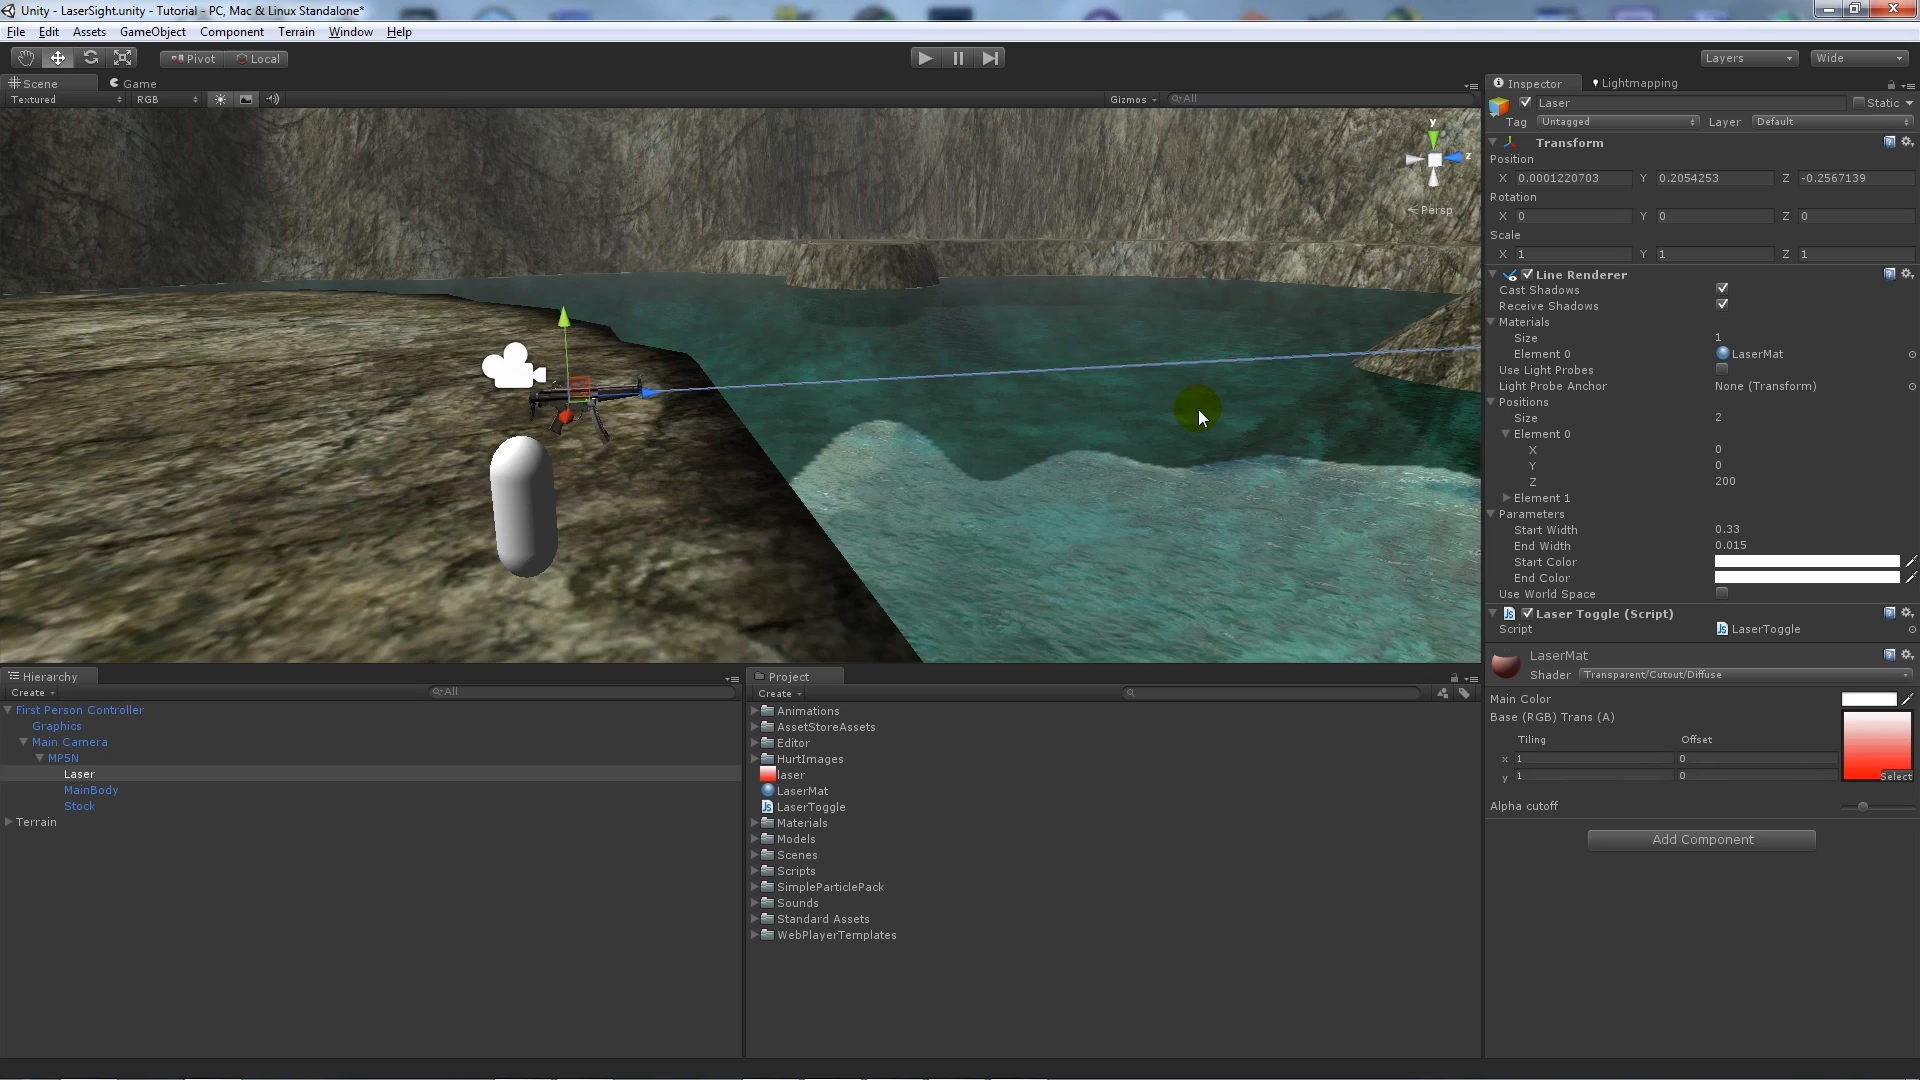 Unity - LaserSight.unity - Tutorial - PC, Mac & Linux Standalone*
File Edit Assets GameObject Component Terrain Window Help
Pivot Local Layers Wide
Scene Game
Textured RGB Gizmos All
y
z
Persp
Inspector Lightmapping
Laser Static
Tag Untagged Layer Default
Transform
Position
X 0.0001220703 Y 0.2054253 Z -0.2567139
Rotation
X 0 Y 0 Z 0
Scale
X 1 Y 1 Z 1
Line Renderer
Cast Shadows
Receive Shadows
Materials
Size 1
Element 0 LaserMat
Use Light Probes
Light Probe Anchor None (Transform)
Positions
Size 2
Element 0
X 0
Y 0
Z 200
Element 1
Parameters
Start Width 0.33
End Width 0.015
Start Color
End Color
Use World Space
Laser Toggle (Script)
Script LaserToggle
LaserMat
Shader Transparent/Cutout/Diffuse
Main Color
Base (RGB) Trans (A)
Tiling Offset
x 1 0
y 1 0
Select
Alpha cutoff
Add Component
Hierarchy
Create All
First Person Controller
Graphics
Main Camera
MP5N
Laser
MainBody
Stock
Terrain
Project
Create
Animations
AssetStoreAssets
Editor
HurtImages
laser
LaserMat
LaserToggle
Materials
Models
Scenes
Scripts
SimpleParticlePack
Sounds
Standard Assets
WebPlayerTemplates